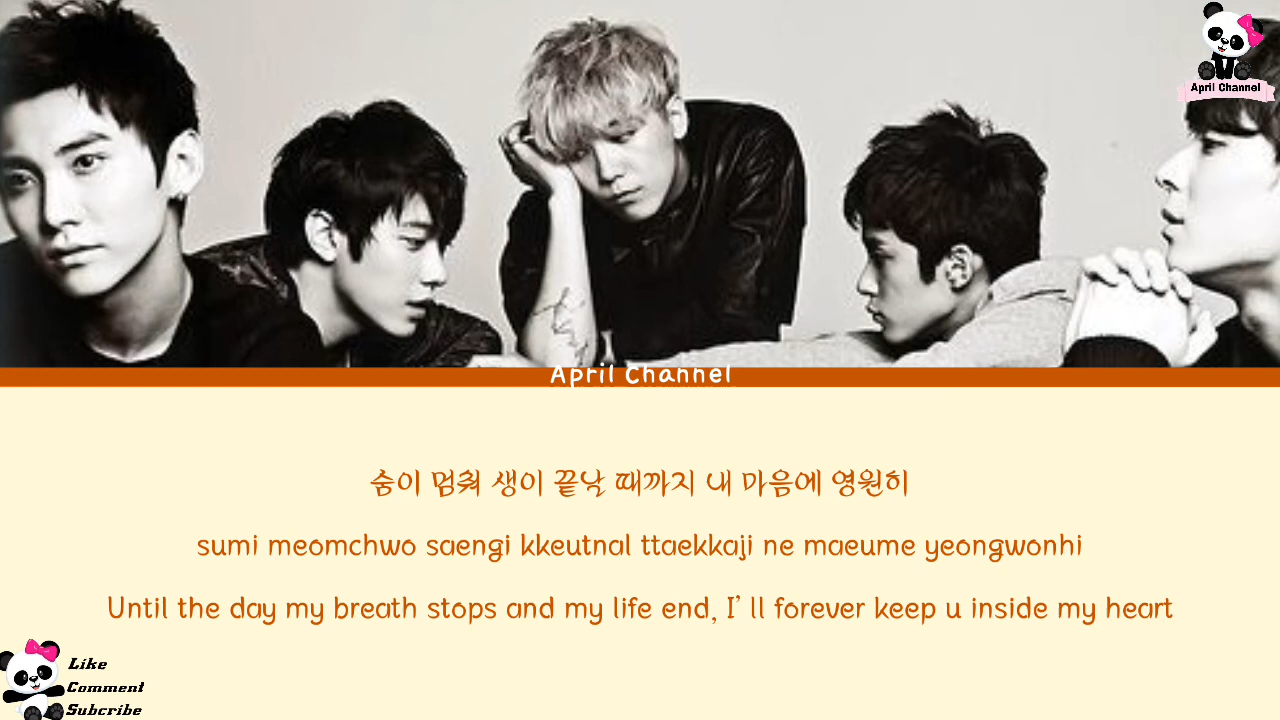 April Channel
April Channel
숨이 멈춰 생이 끝날 때까지 내 마음에 영원히
sumi meomchwo saengi kkeutnal ttaekkaji ne maeume yeongwonhi
Until the day my breath stops and my life end, I' ll forever keep u inside my heart
Like
Comment
Subcribe